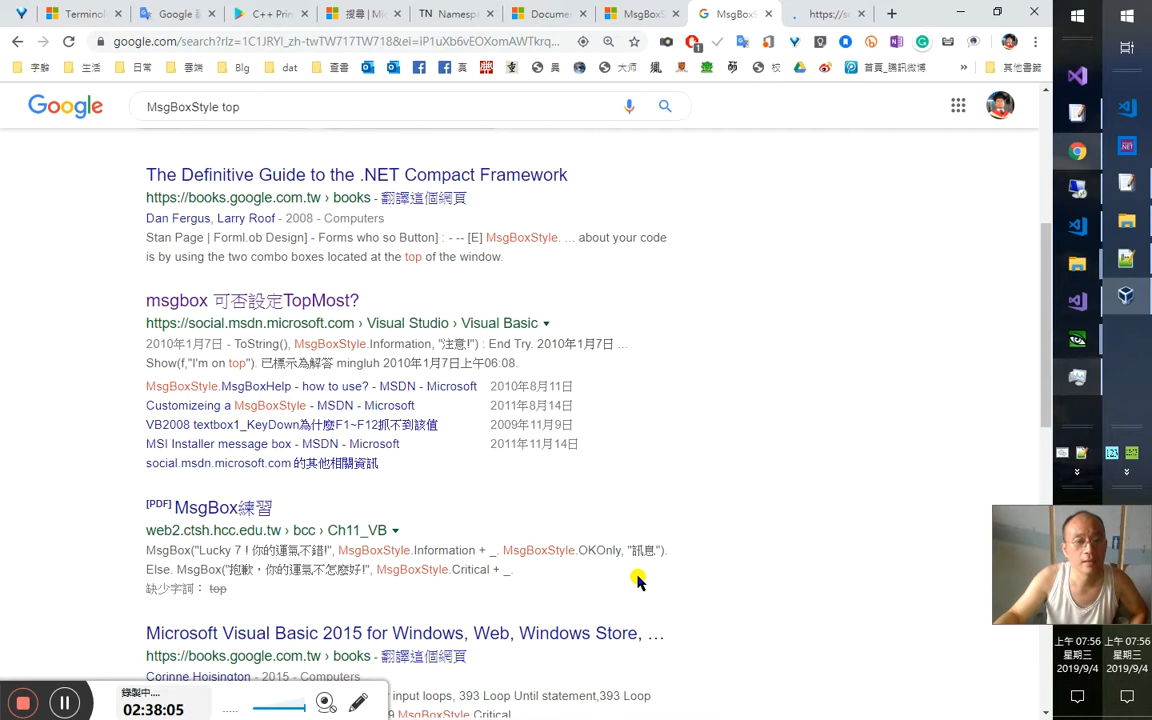 Terminolo
Google 翻
C++ Prin
搜尋 | Mi
TN Namesp
Docume
MsgBoxS
MsgBoxS
https://so
google.com/search?rlz=1C1JRYI_zh-twTW717TW718&ei=IP1uXb6vEOXomAWTkrq...
字辭
生活
日常
雲端
Blg
dat
查書
真
異
大师
校
首頁_騰訊微博
»
其他書籤
Google
MsgBoxStyle top
The Definitive Guide to the .NET Compact Framework
https://books.google.com.tw › books - 翻譯這個網頁
Dan Fergus, Larry Roof - 2008 - Computers
Stan Page | Forml.ob Design] - Forms who so Button] : - -- [E] MsgBoxStyle. ... about your code
is by using the two combo boxes located at the top of the window.
msgbox 可否設定TopMost?
https://social.msdn.microsoft.com › Visual Studio › Visual Basic
2010年1月7日 - ToString(), MsgBoxStyle.Information, "注意!") : End Try. 2010年1月7日 ...
Show(f,"I'm on top"). 已標示為解答 mingluh 2010年1月7日上午06:08.
MsgBoxStyle.MsgBoxHelp - how to use? - MSDN - Microsoft 2010年8月11日
Customizeing a MsgBoxStyle - MSDN - Microsoft 2011年8月14日
VB2008 textbox1_KeyDown為什麼F1~F12抓不到該值 2009年11月9日
MSI Installer message box - MSDN - Microsoft 2011年11月14日
social.msdn.microsoft.com 的其他相關資訊
[PDF] MsgBox練習
web2.ctsh.hcc.edu.tw › bcc › Ch11_VB
MsgBox("Lucky 7！你的運氣不錯!", MsgBoxStyle.Information + _. MsgBoxStyle.OKOnly, "訊息").
Else. MsgBox("抱歉，你的運氣不怎麼好!", MsgBoxStyle.Critical + _.
缺少字詞： top
Microsoft Visual Basic 2015 for Windows, Web, Windows Store, ...
https://books.google.com.tw › books - 翻譯這個網頁
Corinne Hoisington - 2015 - Computers
input loops, 393 Loop Until statement,393 Loop
MsgBoxStyle.Critical
錄製中....
02:38:05
上午 07:56
星期三
2019/9/4
上午 07:56
星期三
2019/9/4